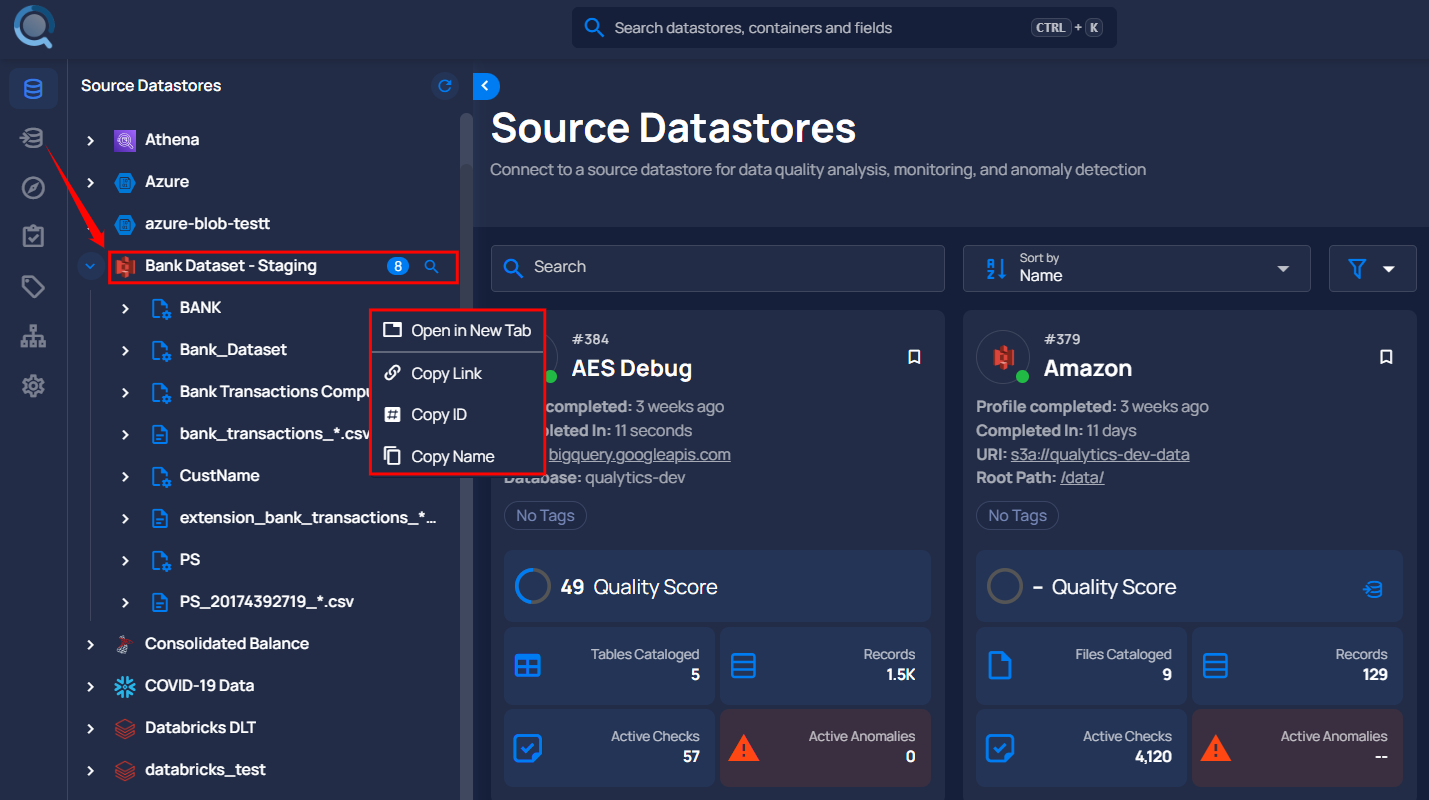 Search datastores, containers and fields
CTRL + K
Source Datastores
Athena
Azure
azure-blob-testt
Bank Dataset - Staging 8
BANK
Bank_Dataset
Bank Transactions
bank_transactions_*.csv
CustName
extension_bank_transactions_*...
PS
PS_20174392719_*.csv
Consolidated Balance
COVID-19 Data
Databricks DLT
databricks_test
Open in New Tab
Copy Link
Copy ID
Copy Name
Source Datastores
Connect to a source datastore for data quality analysis, monitoring, and anomaly detection
Search
Sort by
Name
#384
AES Debug
completed: 3 weeks ago
In: 11 seconds
bigquery.googleapis.com
Database: qualytics-dev
No Tags
49 Quality Score
Tables Cataloged
5
Records
1.5K
Active Checks
57
Active Anomalies
0
#379
Amazon
Profile completed: 3 weeks ago
Completed In: 11 days
URI: s3a://qualytics-dev-data
Root Path: /data/
No Tags
– Quality Score
Files Cataloged
9
Records
129
Active Checks
4,120
Active Anomalies
--